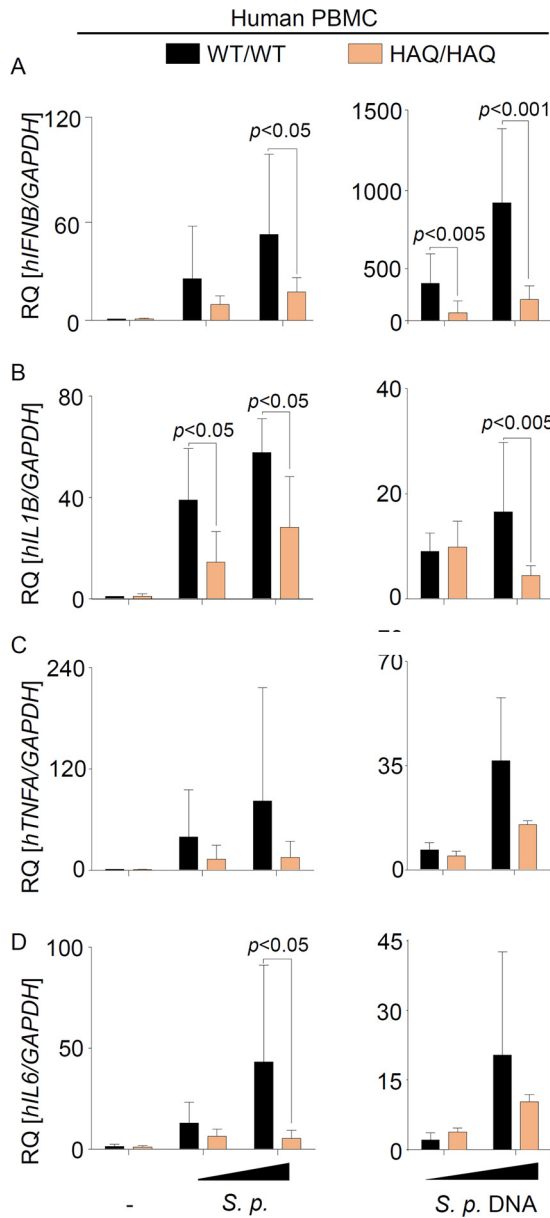 Human PBMC
WT/WT HAQ/HAQ
A
RQ [hIFNB/GAPDH]
120
60
0
p<0.05
1500
1000
500
0
p<0.005
p<0.001
B
RQ [hIL1B/GAPDH]
80
40
0
p<0.05
p<0.05
40
20
0
p<0.005
C
RQ [hTNFA/GAPDH]
240
120
0
70
35
0
D
RQ [hIL6/GAPDH]
100
50
0
p<0.05
45
30
15
0
- S. p. S. p. DNA